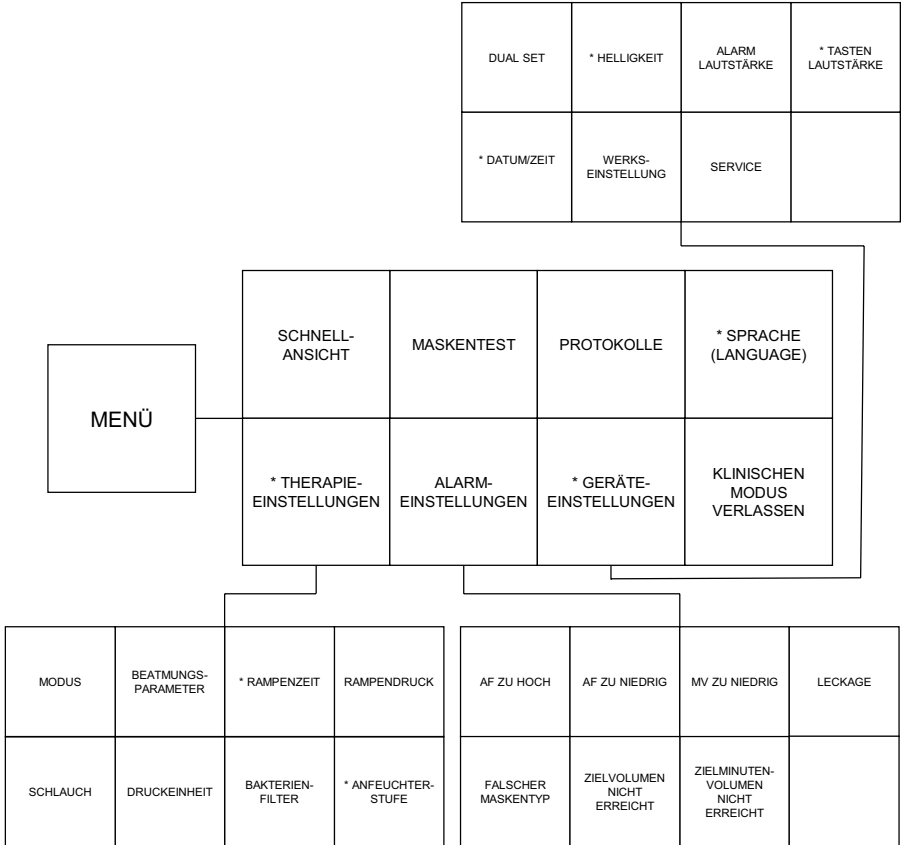 DUAL SET
* HELLIGKEIT
ALARM
LAUTSTÄRKE
* TASTEN
LAUTSTÄRKE
* DATUM/ZEIT
WERKS-
EINSTELLUNG
SERVICE
MENÜ
SCHNELL-
ANSICHT
MASKENTEST
PROTOKOLLE
* SPRACHE
(LANGUAGE)
* THERAPIE-
EINSTELLUNGEN
ALARM-
EINSTELLUNGEN
* GERÄTE-
EINSTELLUNGEN
KLINISCHEN
MODUS
VERLASSEN
MODUS
BEATMUNGS-
PARAMETER
* RAMPENZEIT
RAMPENDRUCK
SCHLAUCH
DRUCKEINHEIT
BAKTERIEN-
FILTER
* ANFEUCHTER-
STUFE
AF ZU HOCH
AF ZU NIEDRIG
MV ZU NIEDRIG
LECKAGE
FALSCHER
MASKENTYP
ZIELVOLUMEN
NICHT
ERREICHT
ZIELMINUTEN-
VOLUMEN
NICHT
ERREICHT